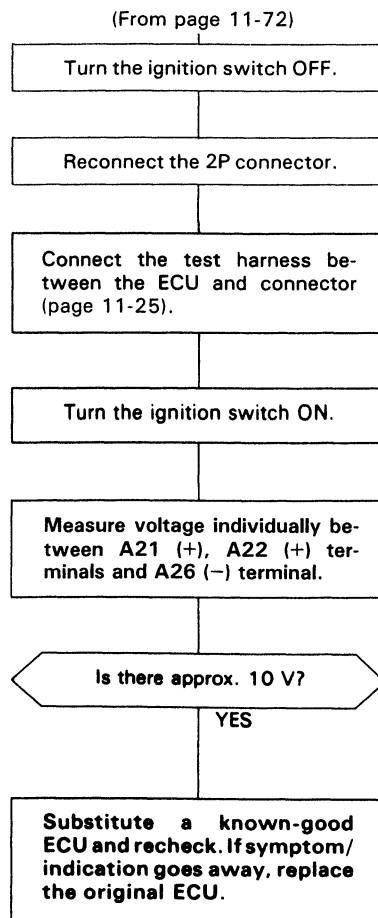 (From page 11-72)
Turn the ignition switch OFF.
Reconnect the 2P connector.
Connect the test harness be-
tween the ECU and connector
(page 11-25).
Turn the ignition switch ON.
Measure voltage individually be-
tween A21 (+), A22 (+) ter-
minals and A26 (−) terminal.
Is there approx. 10 V?
YES
Substitute a known-good
ECU and recheck. If symptom/
indication goes away, replace
the original ECU.